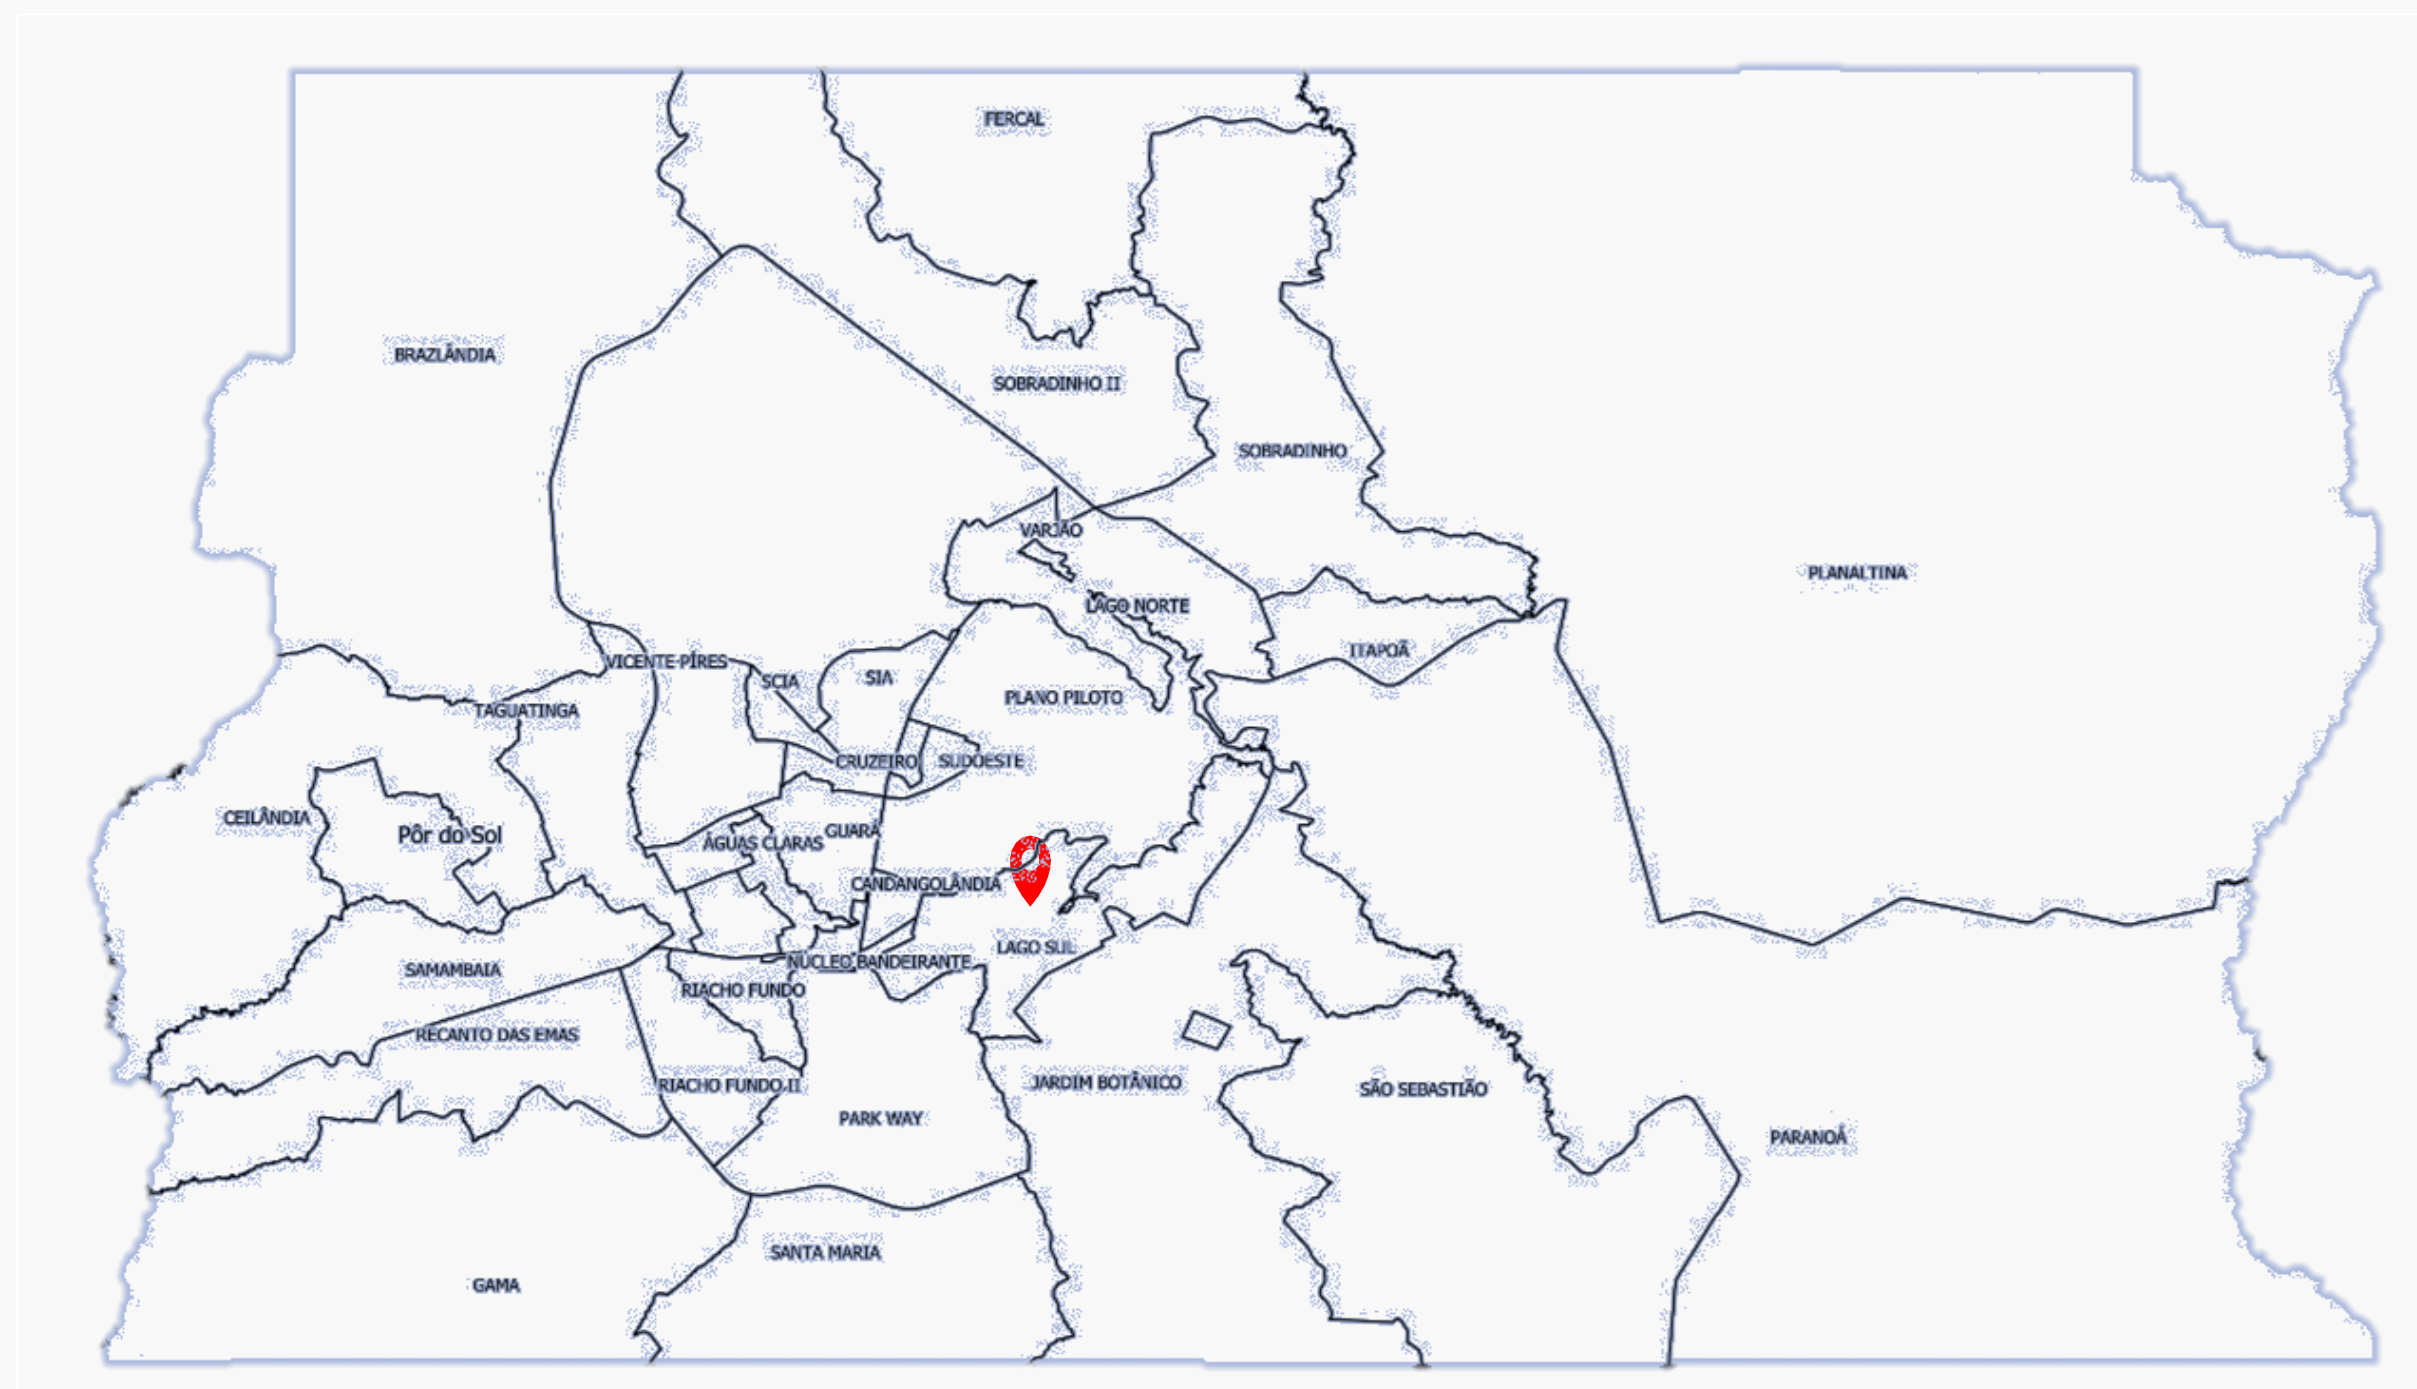 FERCAL
BRAZLÂNDIA
SOBRADINHO II
SOBRADINHO
VARJÃO
PLANALTINA
LAGO NORTE
ITAPOÃ
VICENTE PÍRES
SCIA
SIA
PLANO PILOTO
TAGUATINGA
CRUZEIRO
SUDOESTE
CEILÂNDIA
Pôr do Sol
GUARÁ
ÁGUAS CLARAS
CANDANGOLÂNDIA
LAGO SUL
NÚCLEO BANDEIRANTE
SAMAMBAIA
RIACHO FUNDO
RECANTO DAS EMAS
RIACHO FUNDO II
JARDIM BOTÂNICO
SÃO SEBASTIÃO
PARK WAY
PARANOÁ
SANTA MARIA
GAMA